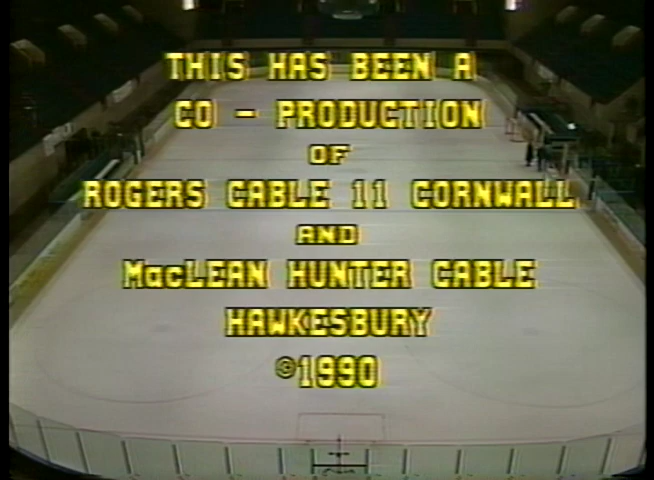 THIS HAS BEEN A
CO - PRODUCTION
OF
ROGERS CABLE 11 CORNWALL
AND
MacLEAN HUNTER CABLE
HAWKESBURY
©1990